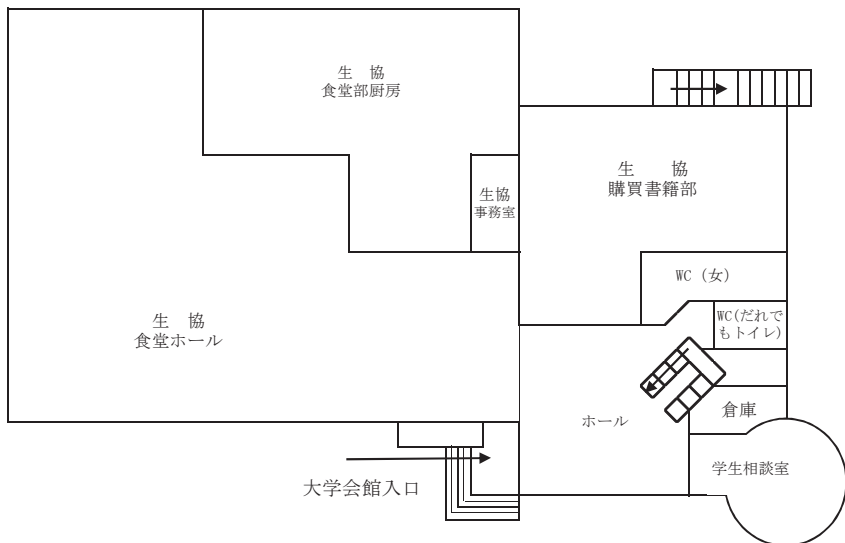 生　協
食堂部厨房
生　　協
購買書籍部
生協
事務室
WC（女）
生　協
食堂ホール
WC(だれで
もトイレ)
倉庫
ホール
学生相談室
大学会館入口